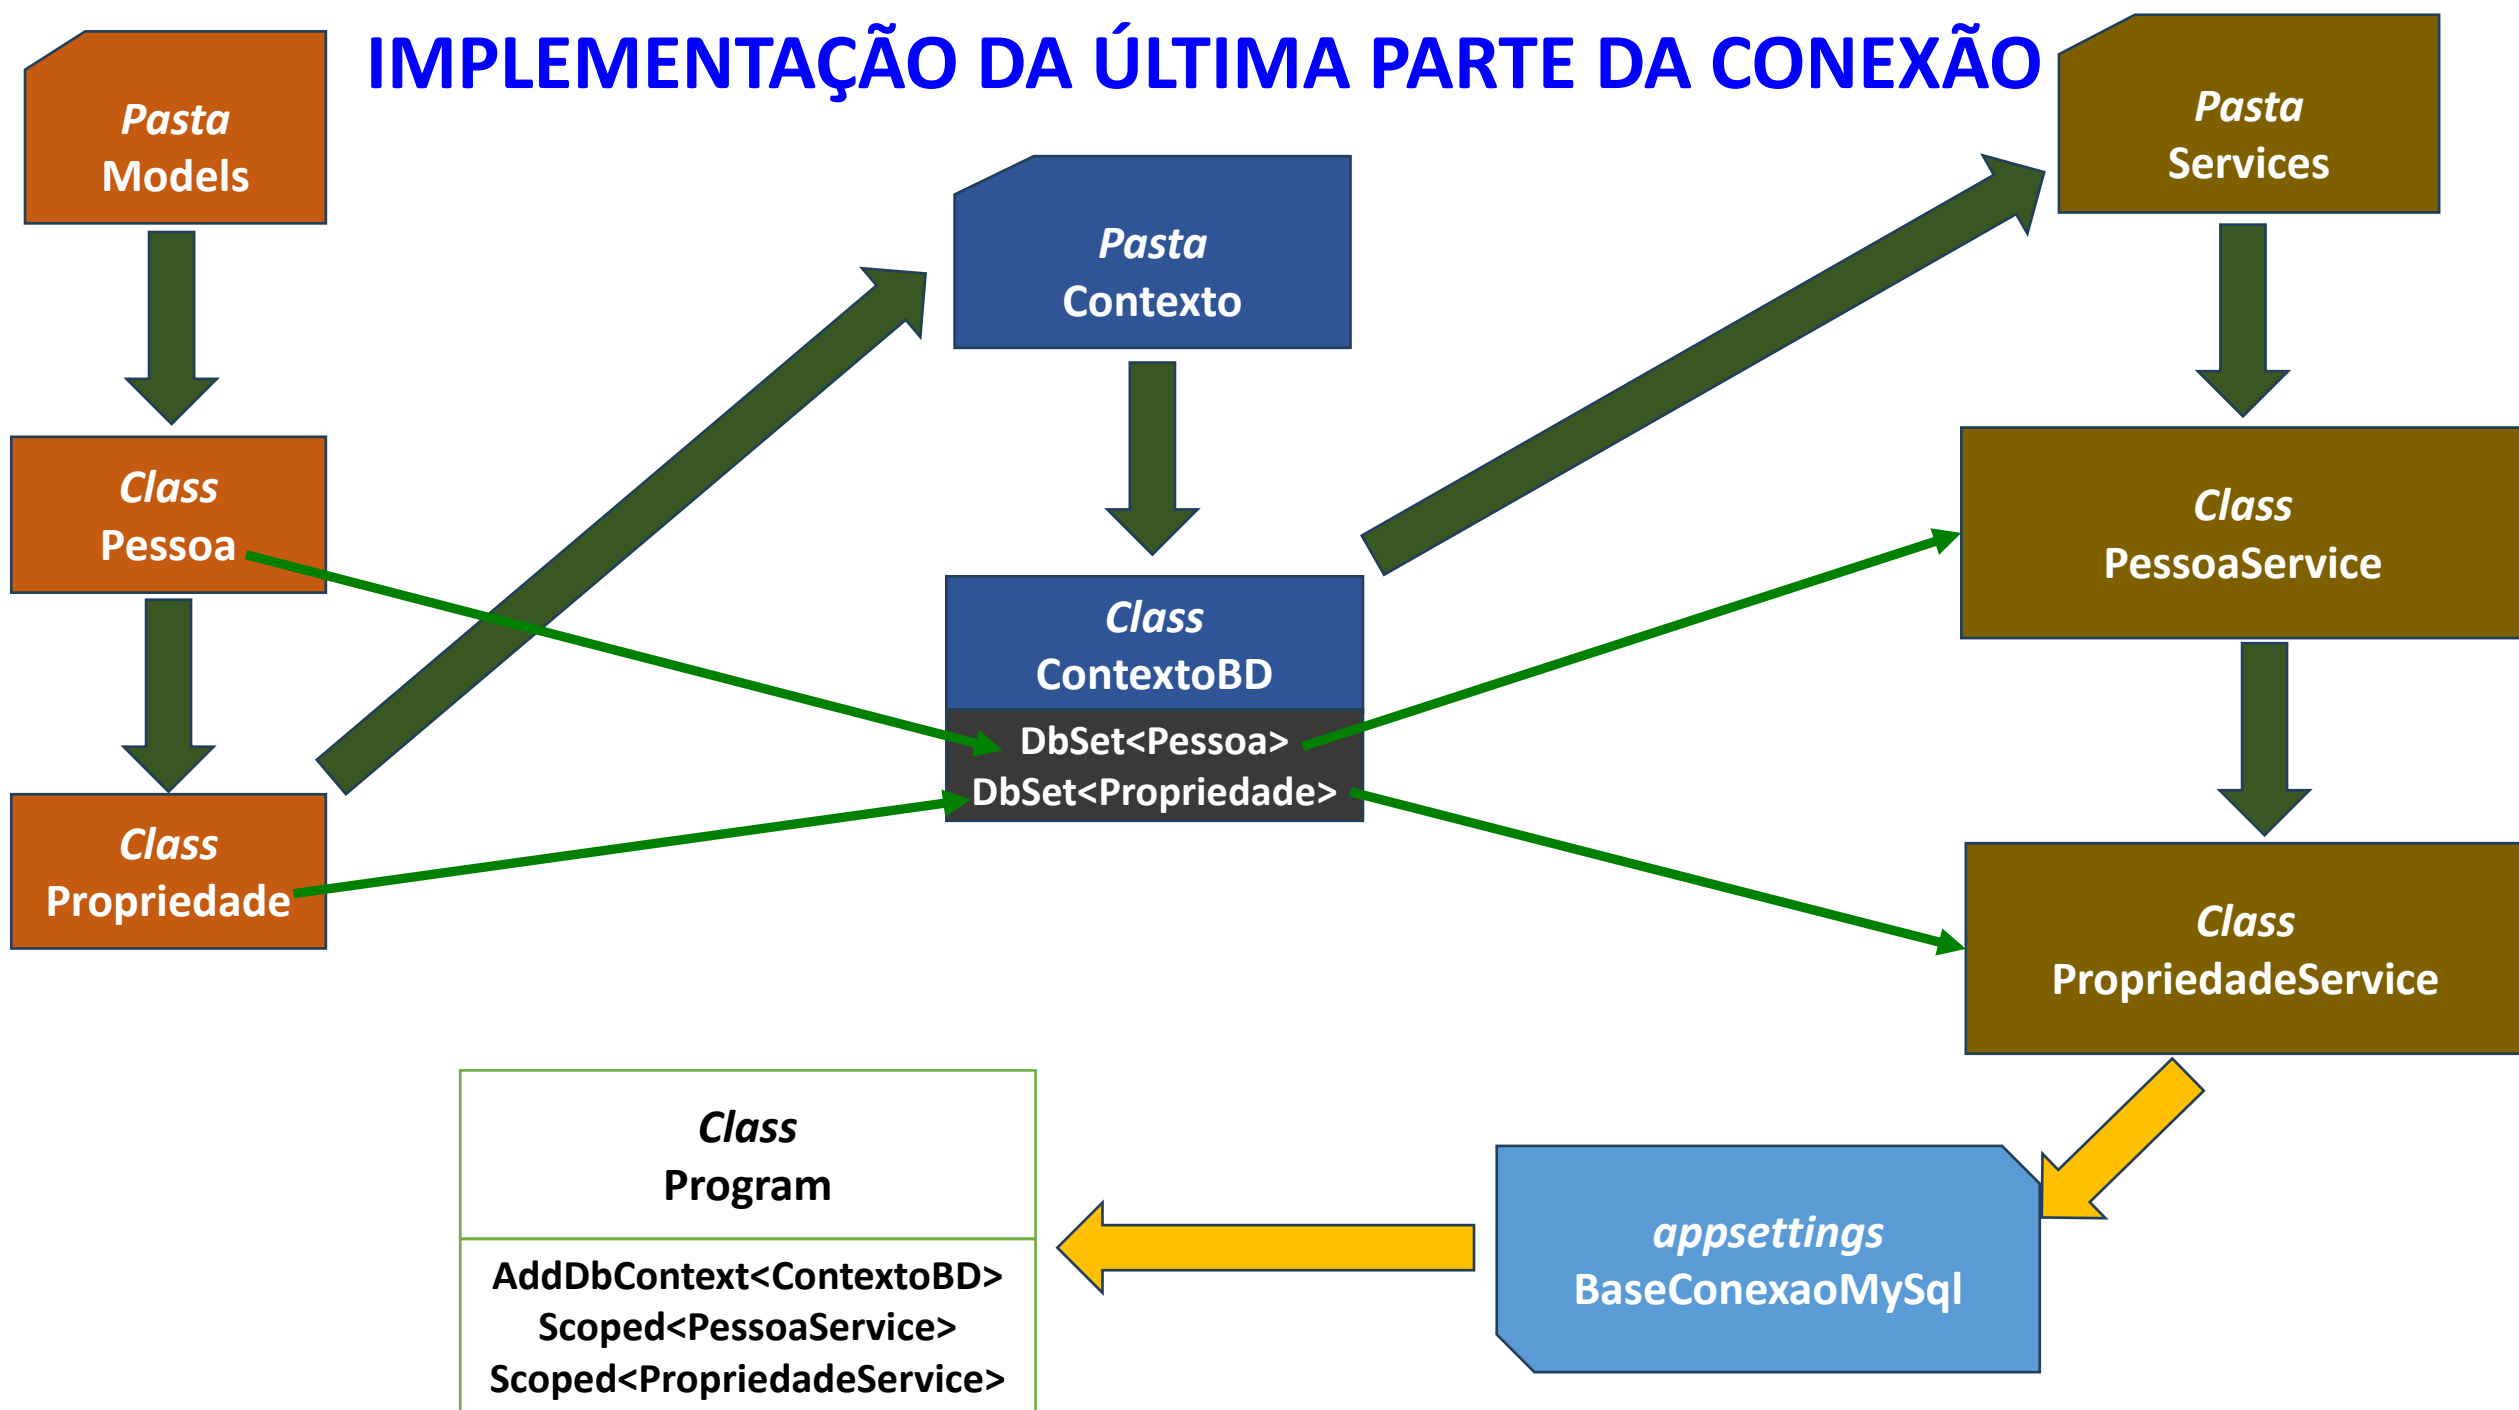 IMPLEMENTAÇÃO DA ÚLTIMA PARTE DA CONEXÃO
Pasta
Models
Class
Pessoa
Class
Propriedade
Pasta
Contexto
Class
ContextoBD
DbSet<Pessoa>
DbSet<Propriedade>
Pasta
Services
Class
PessoaService
Class
PropriedadeService
appsettings
BaseConexaoMySql
Class
Program
AddDbContext<ContextoBD>
Scoped<PessoaService>
Scoped<PropriedadeService>